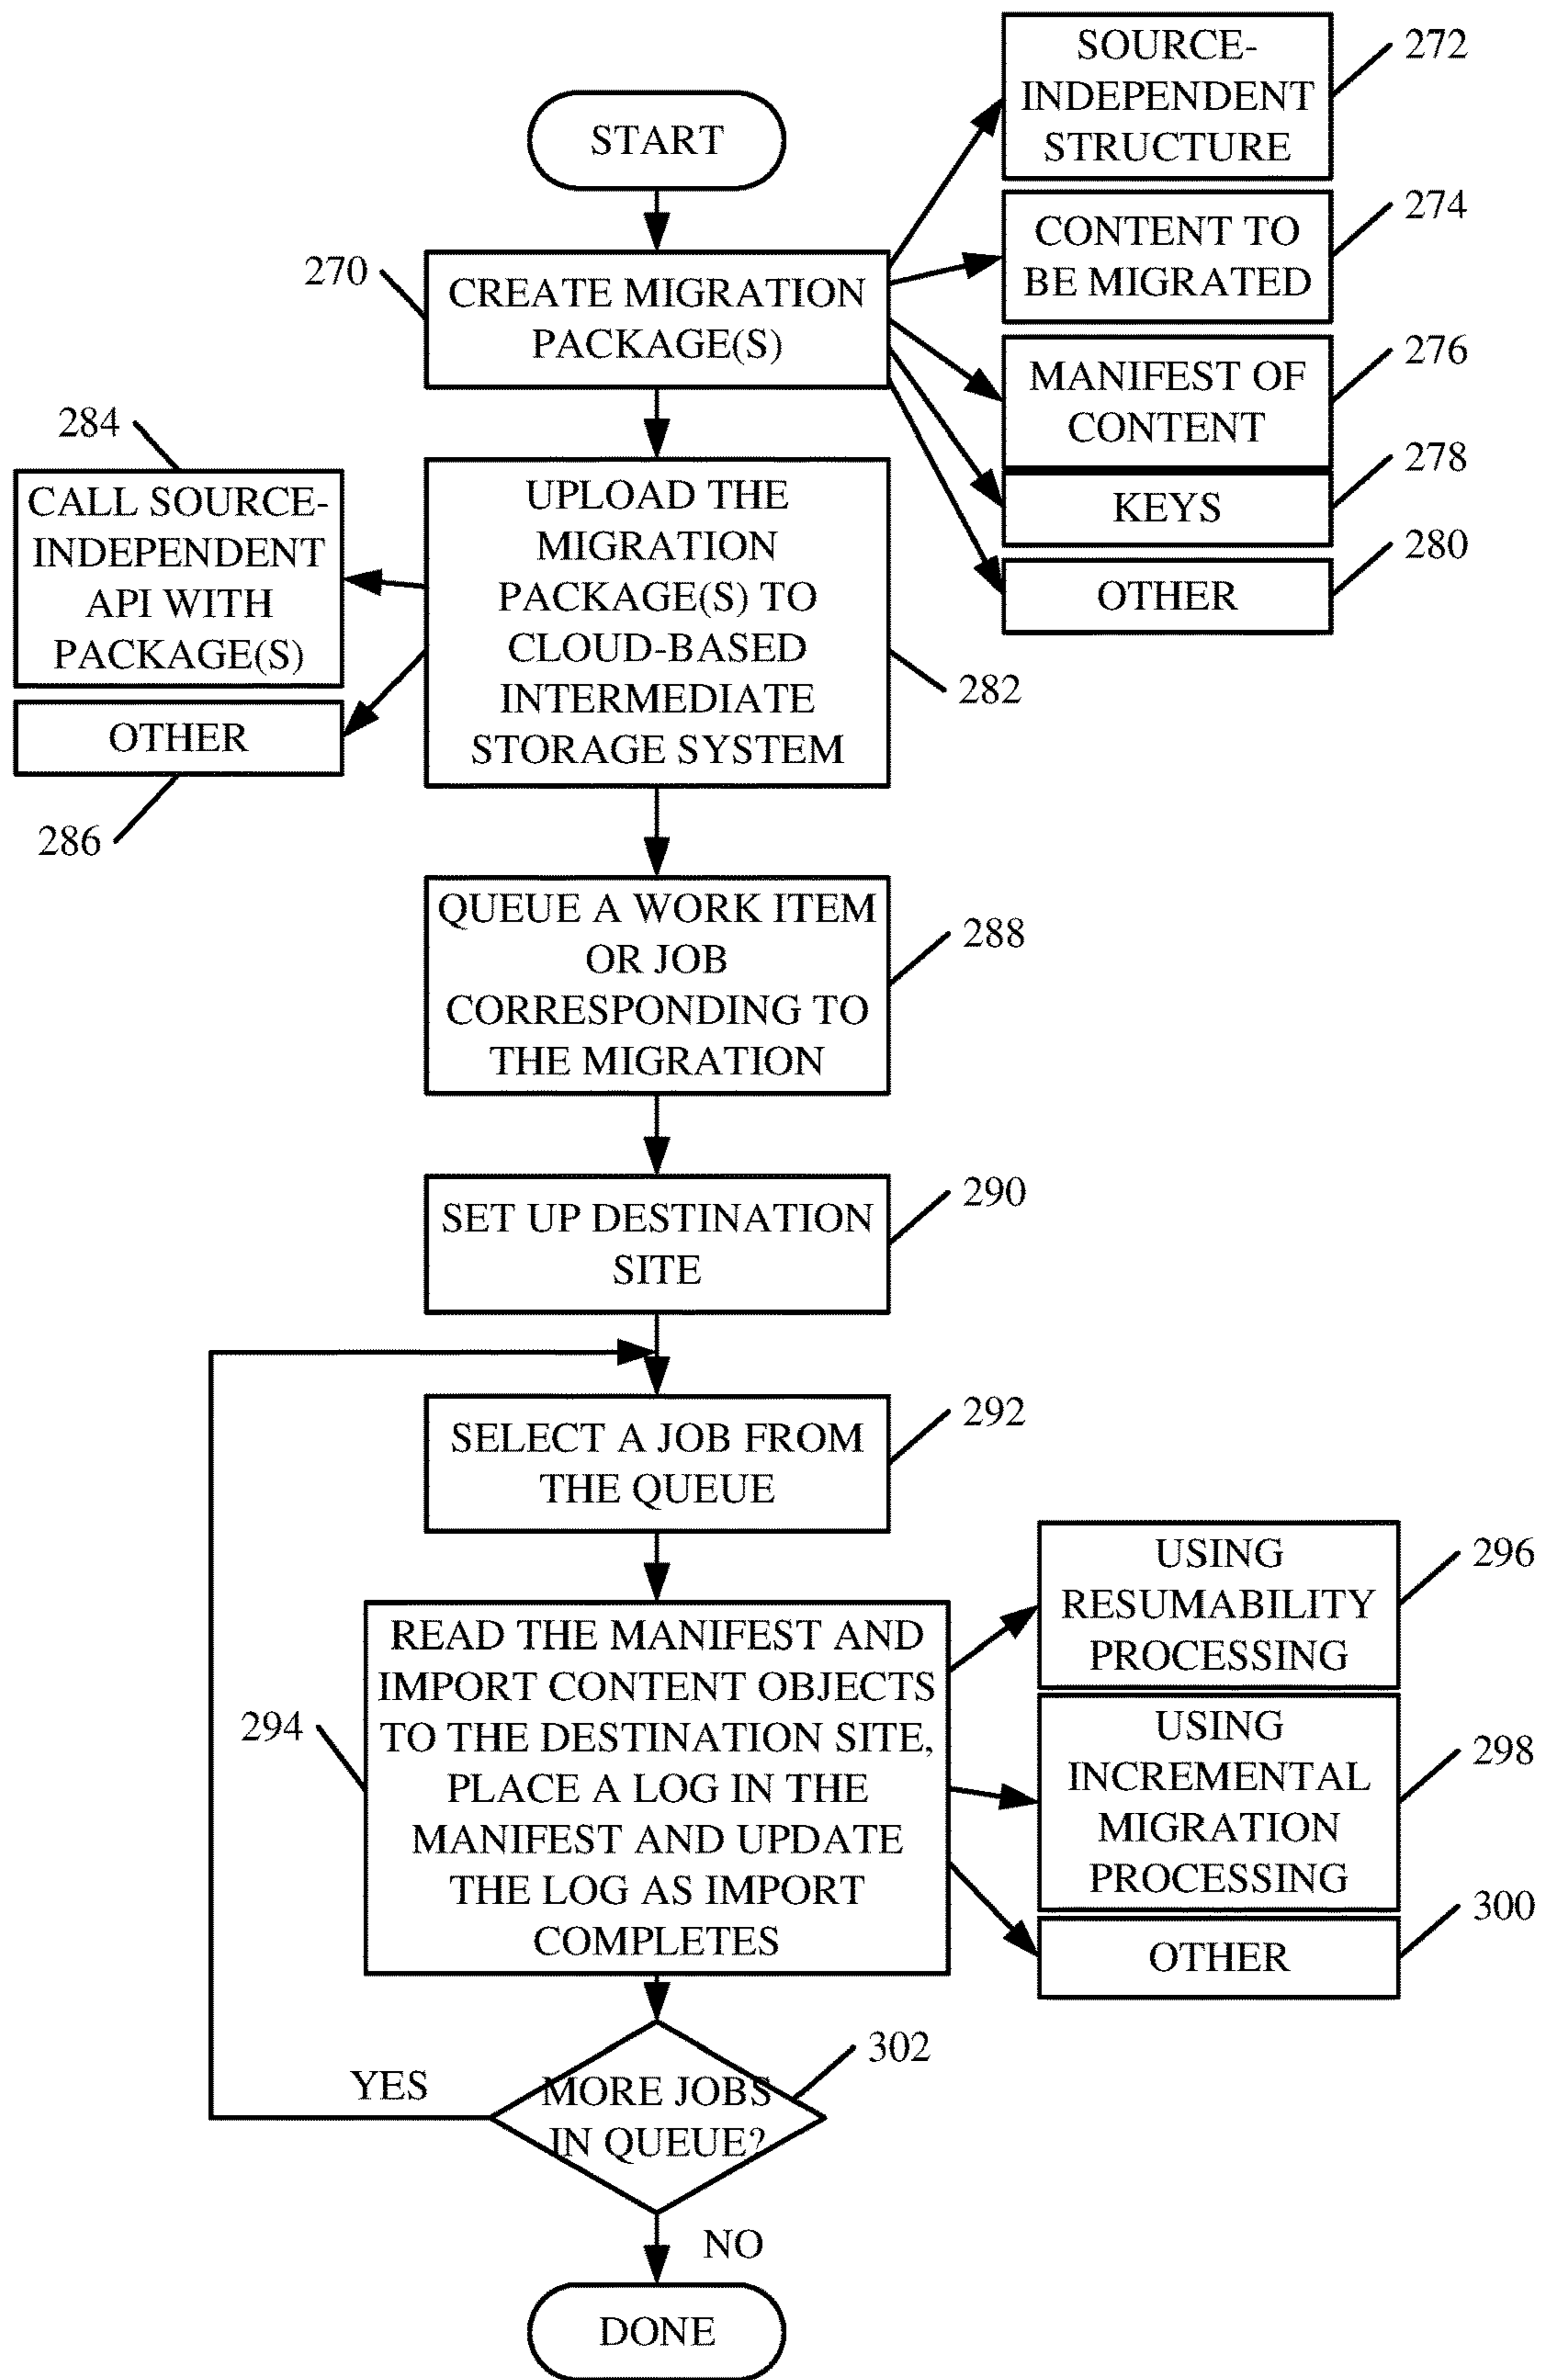 START
270
CREATE MIGRATION
PACKAGE(S)
SOURCE-
INDEPENDENT
STRUCTURE
272
CONTENT TO
BE MIGRATED
274
MANIFEST OF
CONTENT
276
KEYS
278
OTHER
280
284
CALL SOURCE-
INDEPENDENT
API WITH
PACKAGE(S)
OTHER
286
UPLOAD THE
MIGRATION
PACKAGE(S) TO
CLOUD-BASED
INTERMEDIATE
STORAGE SYSTEM
282
QUEUE A WORK ITEM
OR JOB
CORRESPONDING TO
THE MIGRATION
288
SET UP DESTINATION
SITE
290
SELECT A JOB FROM
THE QUEUE
292
294
READ THE MANIFEST AND
IMPORT CONTENT OBJECTS
TO THE DESTINATION SITE,
PLACE A LOG IN THE
MANIFEST AND UPDATE
THE LOG AS IMPORT
COMPLETES
USING
RESUMABILITY
PROCESSING
296
USING
INCREMENTAL
MIGRATION
PROCESSING
298
OTHER
300
MORE JOBS
IN QUEUE?
302
YES
NO
DONE